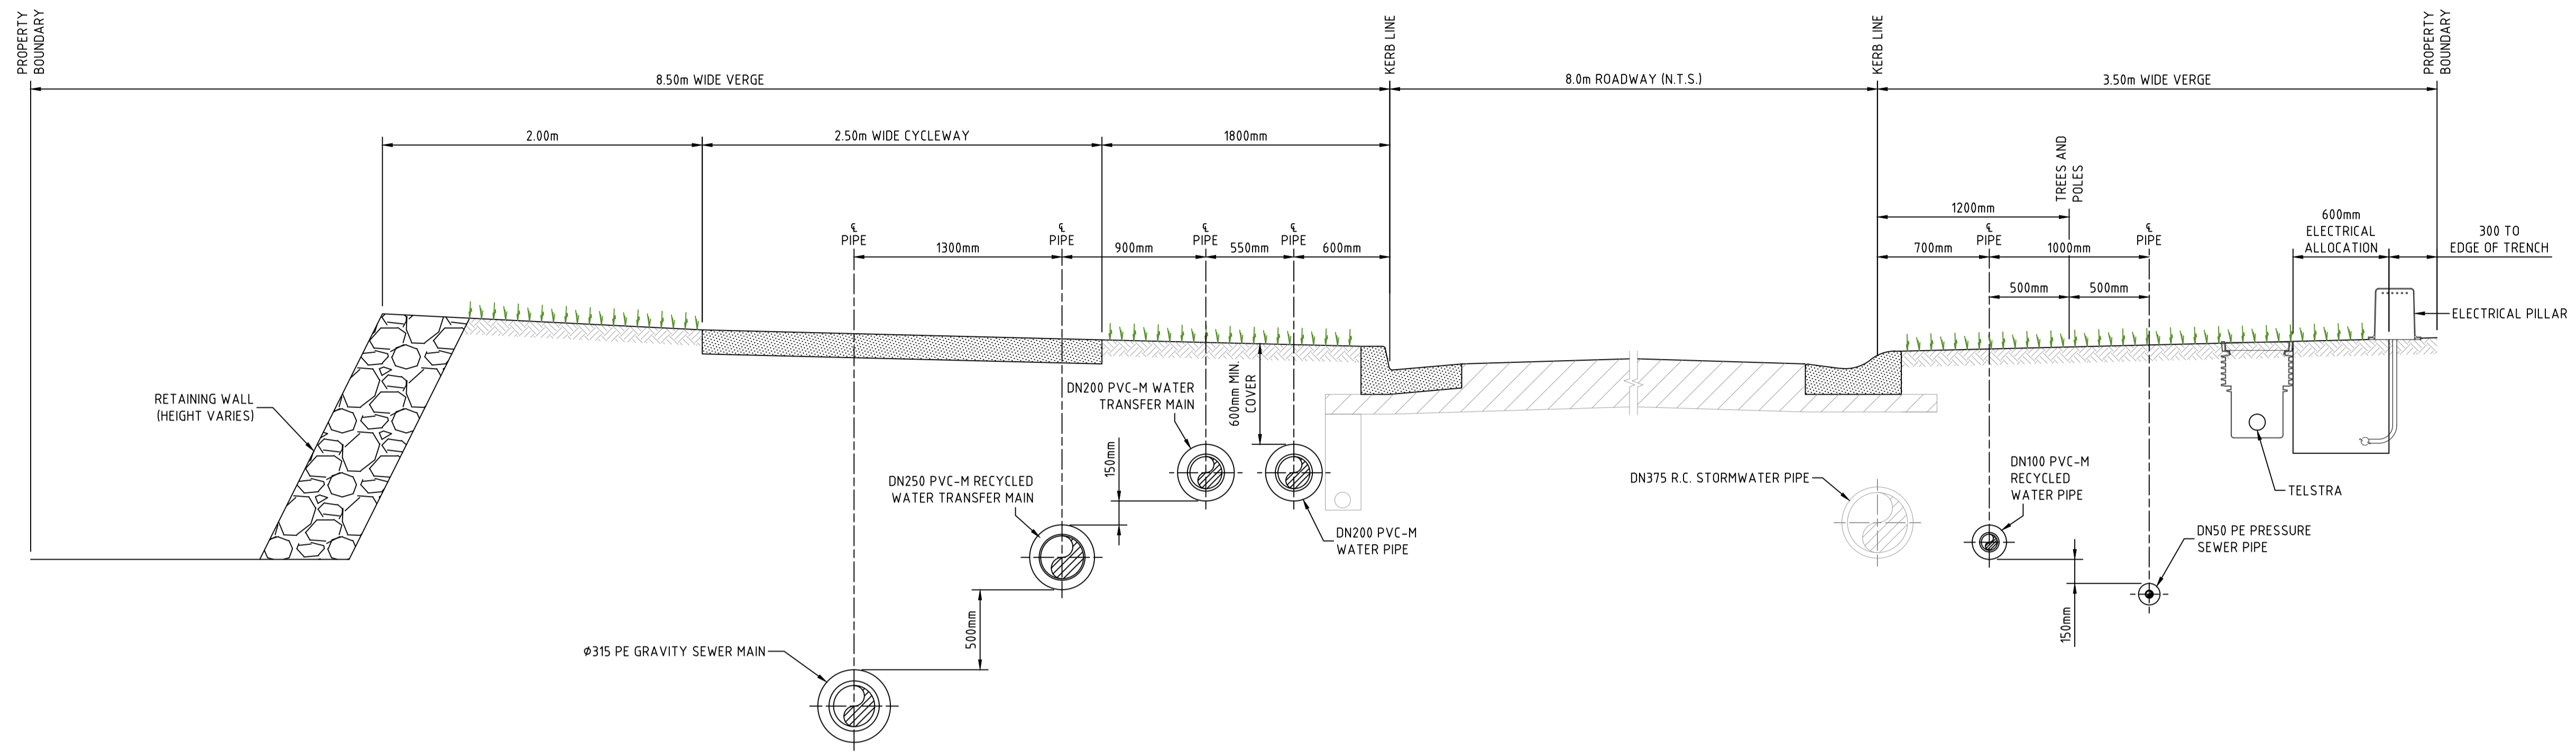 PROPERTY
BOUNDARY
KERB LINE
KERB LINE
PROPERTY
BOUNDARY
8.50m WIDE VERGE
8.0m ROADWAY (N.T.S.)
3.50m WIDE VERGE
2.00m
2.50m WIDE CYCLEWAY
1800mm
TREES AND
POLES
1200mm
℄
PIPE
1300mm
℄
PIPE
900mm
℄
PIPE
550mm
℄
PIPE
600mm
700mm
℄
PIPE
1000mm
℄
PIPE
600mm
ELECTRICAL
ALLOCATION
300 TO
EDGE OF TRENCH
500mm
500mm
ELECTRICAL PILLAR
RETAINING WALL
(HEIGHT VARIES)
DN200 PVC-M WATER
TRANSFER MAIN
600mm MIN.
COVER
150mm
DN250 PVC-M RECYCLED
WATER TRANSFER MAIN
DN200 PVC-M
WATER PIPE
DN375 R.C. STORMWATER PIPE
DN100 PVC-M
RECYCLED
WATER PIPE
TELSTRA
DN50 PE PRESSURE
SEWER PIPE
150mm
500mm
Φ315 PE GRAVITY SEWER MAIN